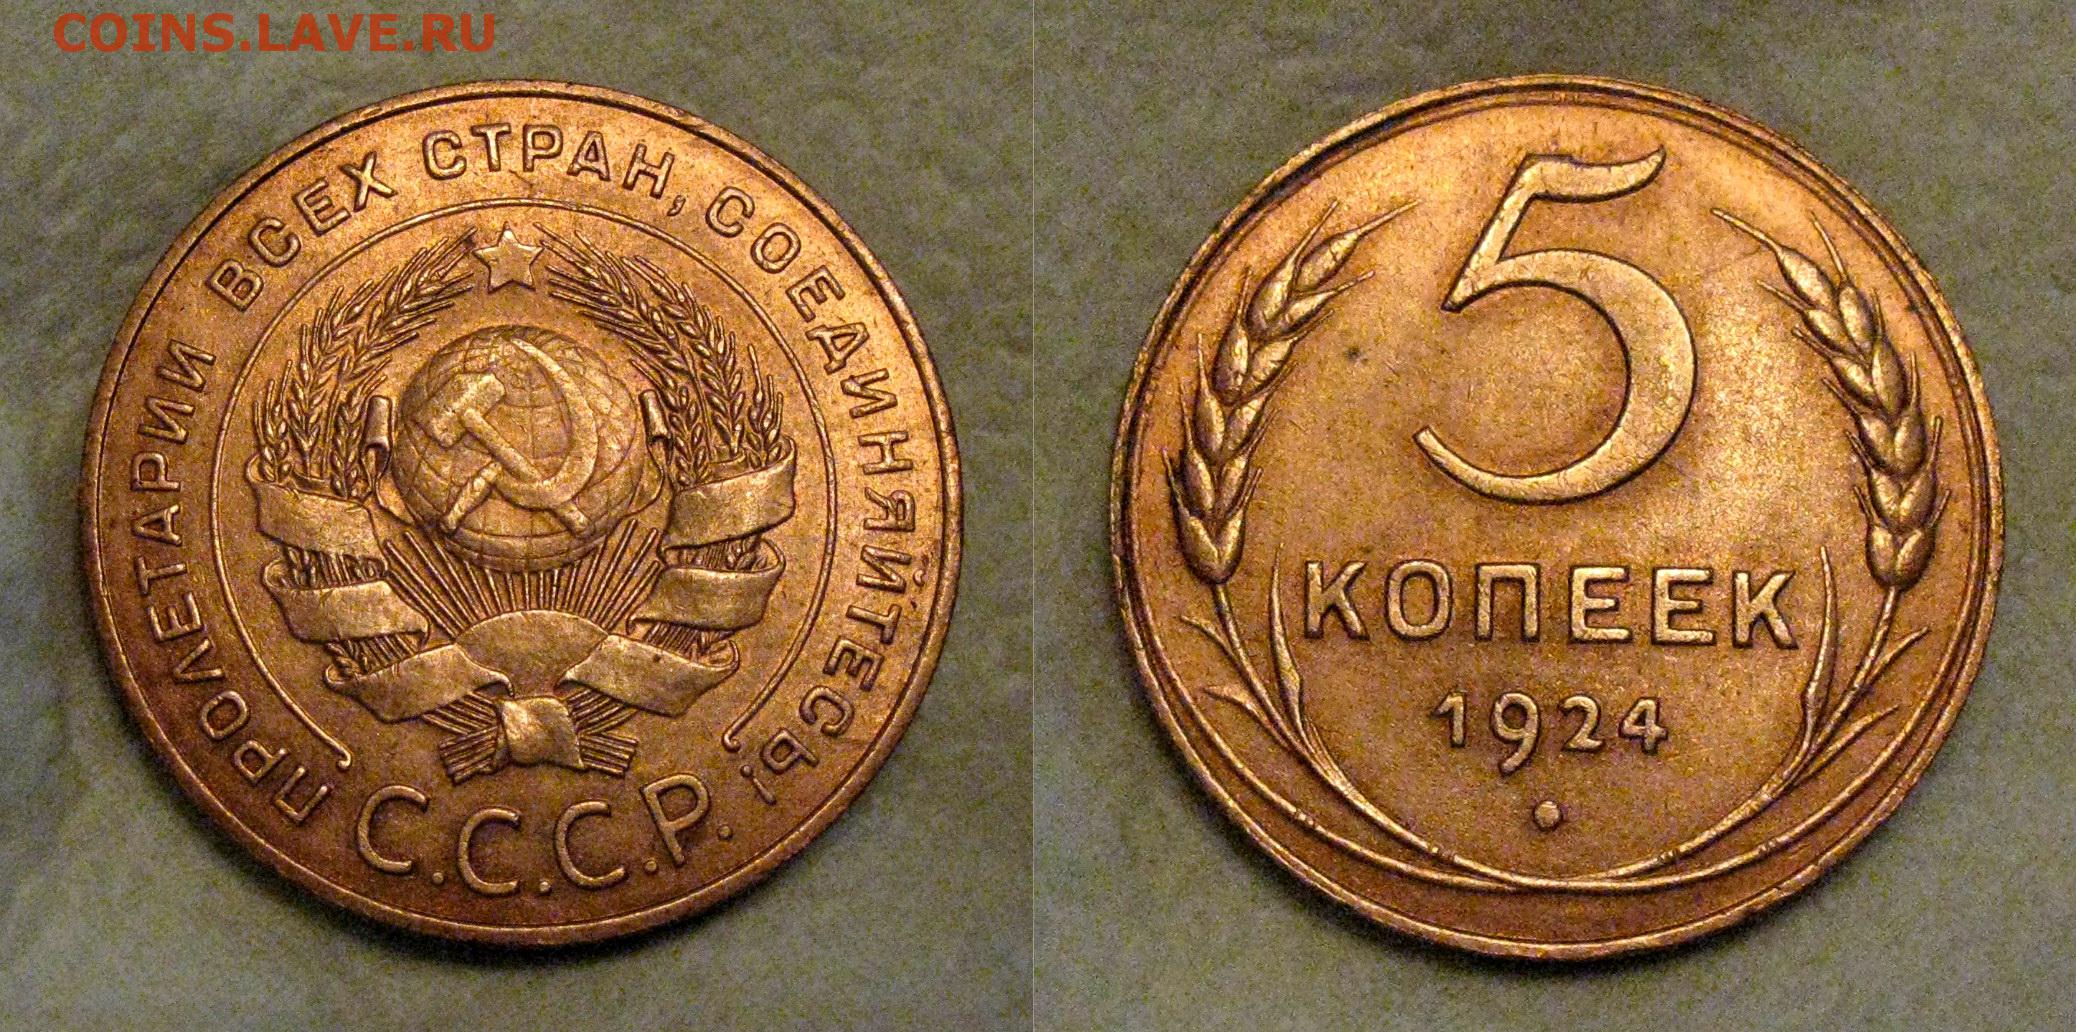 COINS.LAVE.RU
ПРОЛЕТАРИИ ВСЕХ СТРАН, СОЕДИНЯЙТЕСЬ!
С.С.С.Р.
5
КОПЕЕК
1924